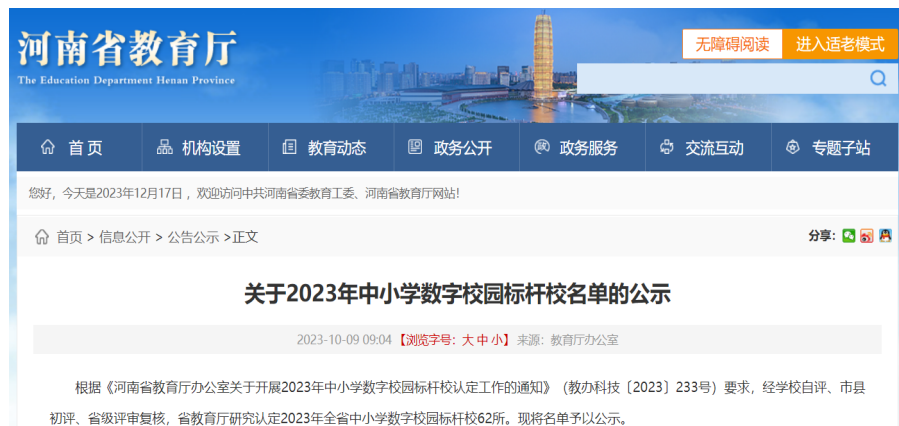 河南省教育厅
The Education Department Henan Province
无障碍阅读 进入适老模式
首页 机构设置 教育动态 政务公开 政务服务 交流互动 专题子站
您好，今天是2023年12月17日，欢迎访问中共河南省委教育工委、河南省教育厅网站！
首页 > 信息公开 > 公告公示 >正文 分享：
关于2023年中小学数字校园标杆校名单的公示
2023-10-09 09:04 【浏览字号：大 中 小】 来源：教育厅办公室
根据《河南省教育厅办公室关于开展2023年中小学数字校园标杆校认定工作的通知》（教办科技〔2023〕233号）要求，经学校自评、市县
初评、省级评审复核，省教育厅研究认定2023年全省中小学数字校园标杆校62所。现将名单予以公示。